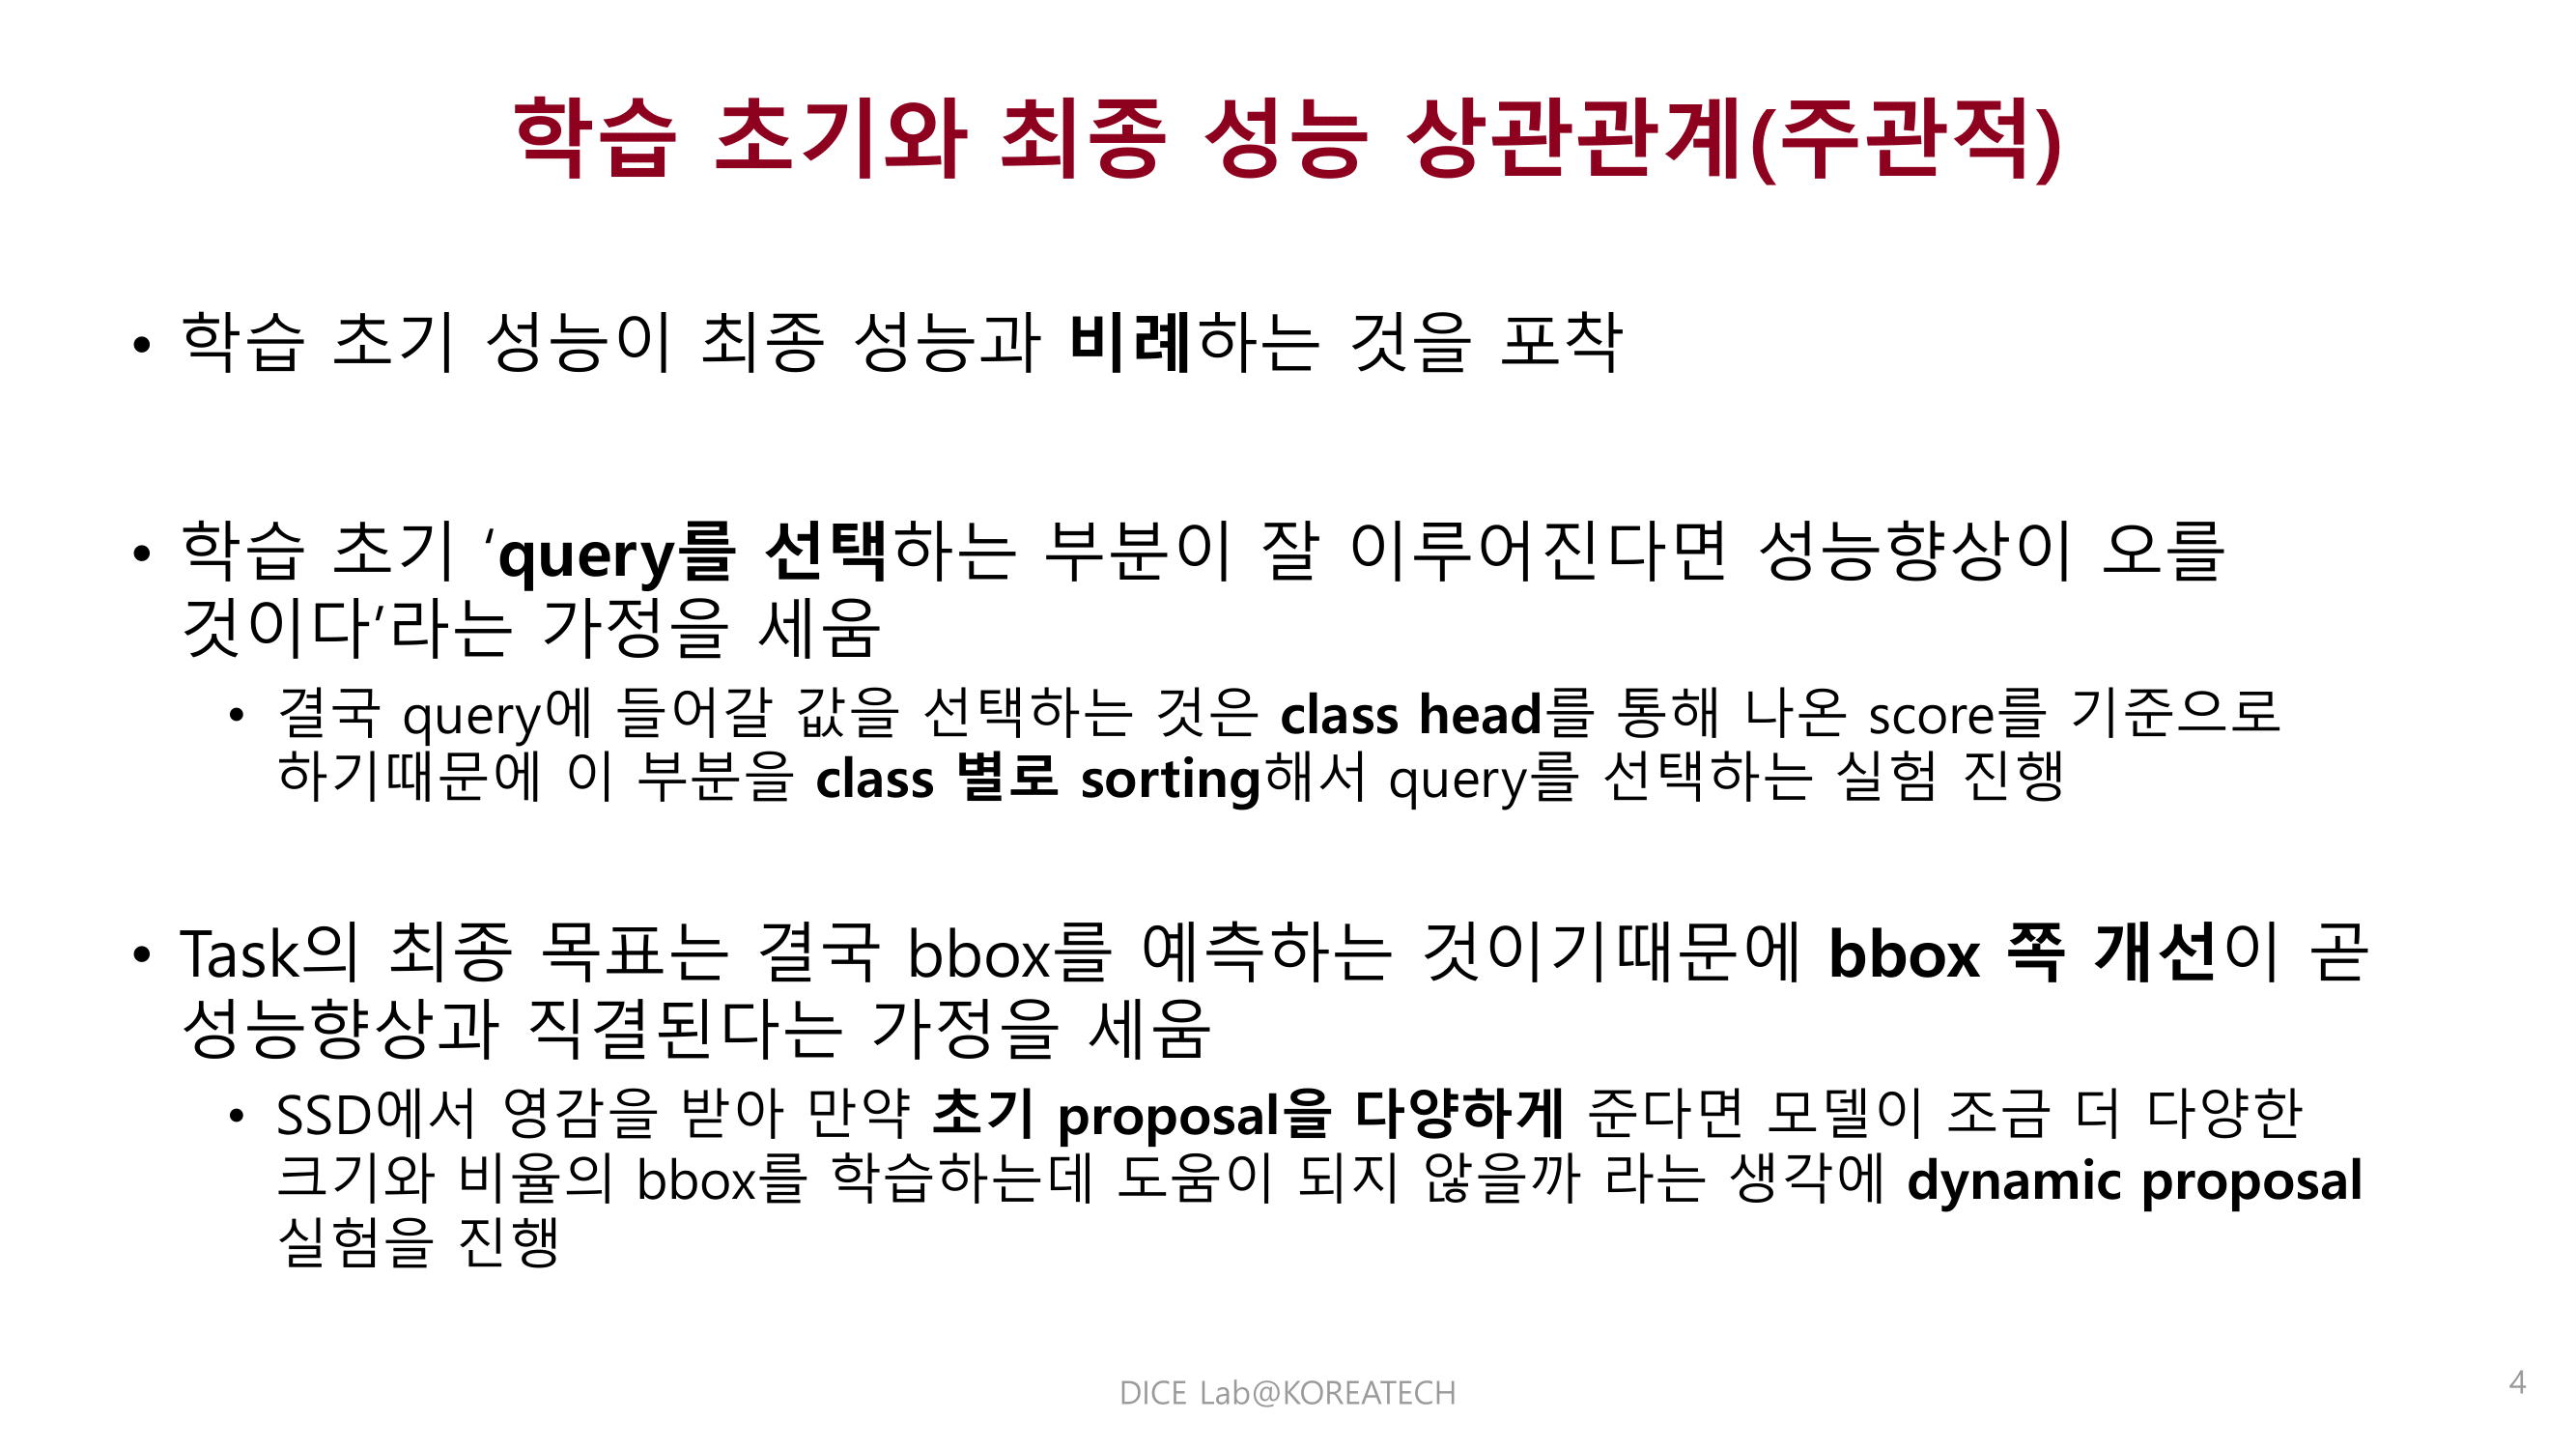 학습 초기와 최종 성능 상관관계(주관적)
• 학습 초기 성능이 최종 성능과 비례하는 것을 포착
• 학습 초기 ‘query를 선택하는 부분이 잘 이루어진다면 성능향상이 오를
것이다’라는 가정을 세움
• 결국 query에 들어갈 값을 선택하는 것은 class head를 통해 나온 score를 기준으로
하기때문에 이 부분을 class 별로 sorting해서 query를 선택하는 실험 진행
• Task의 최종 목표는 결국 bbox를 예측하는 것이기때문에 bbox 쪽 개선이 곧
성능향상과 직결된다는 가정을 세움
• SSD에서 영감을 받아 만약 초기 proposal을 다양하게 준다면 모델이 조금 더 다양한
크기와 비율의 bbox를 학습하는데 도움이 되지 않을까 라는 생각에 dynamic proposal
실험을 진행
DICE Lab@KOREATECH
4